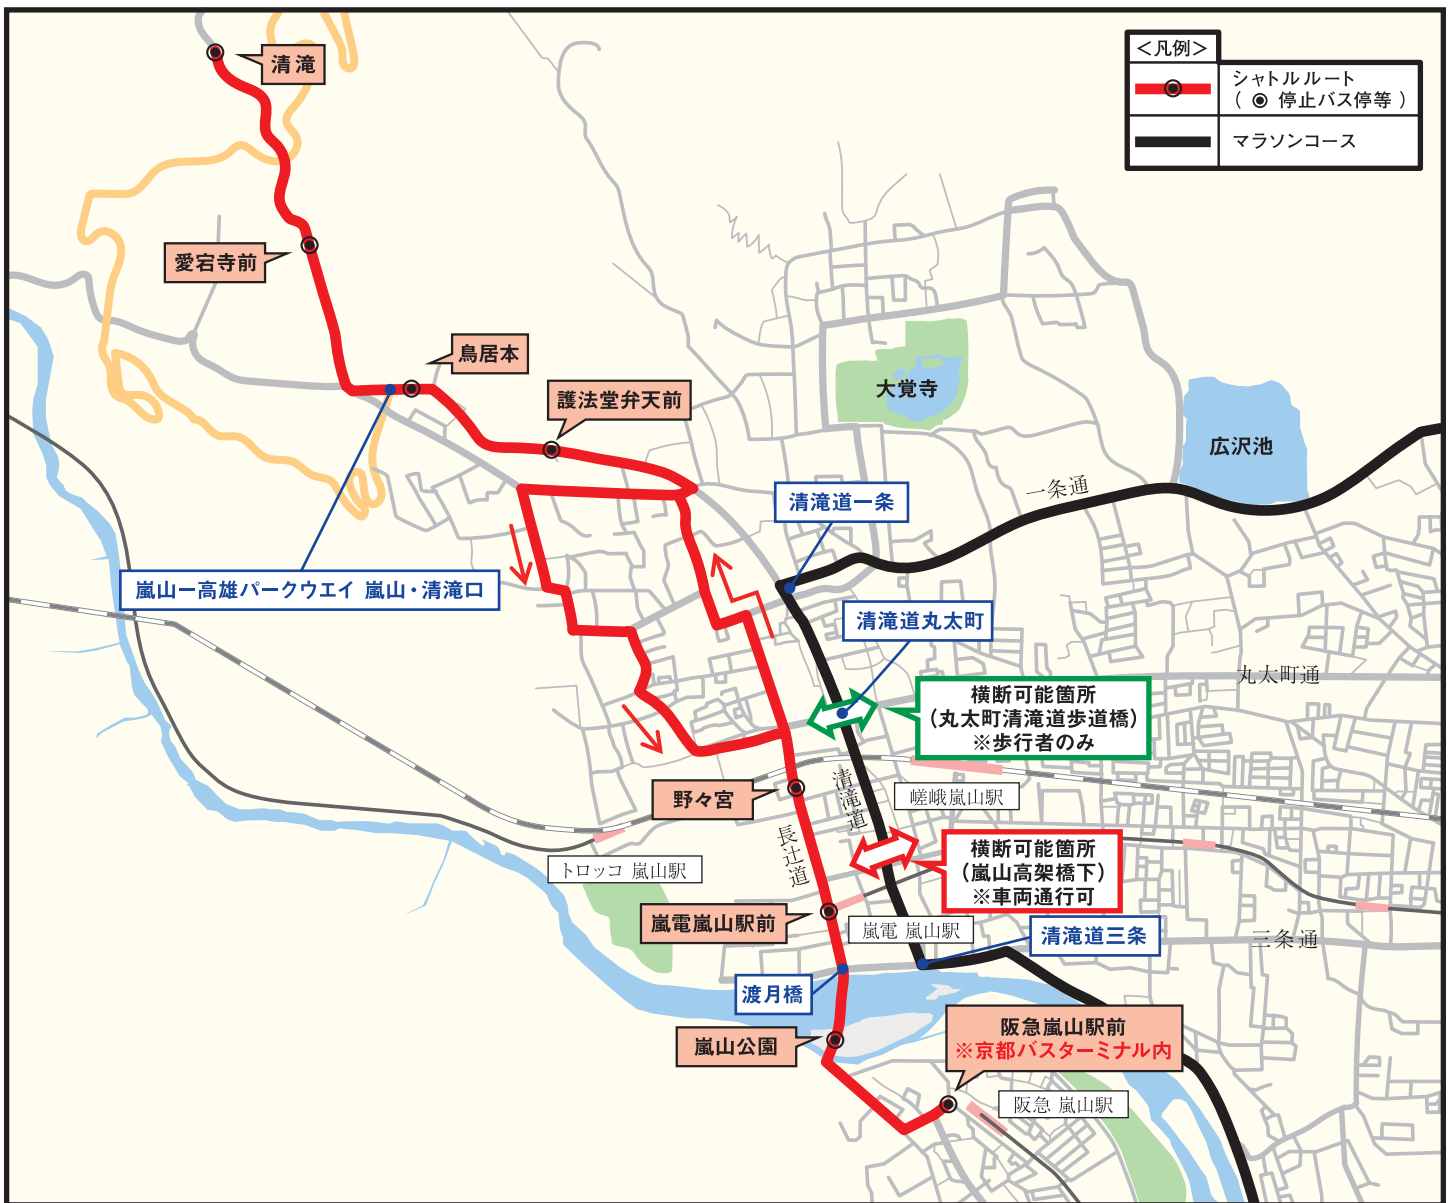 ＜凡例＞
シャトルルート
（ ◉ 停止バス停等 ）
マラソンコース
清滝
愛宕寺前
鳥居本
護法堂弁天前
大覚寺
広沢池
一条通
清滝道一条
嵐山ー高雄パークウエイ 嵐山・清滝口
清滝道丸太町
丸太町通
横断可能箇所
（丸太町清滝道歩道橋）
※歩行者のみ
野々宮
清滝道
嵯峨嵐山駅
長辻道
横断可能箇所
（嵐山高架橋下）
※車両通行可
トロッコ 嵐山駅
嵐電嵐山駅前
嵐電 嵐山駅
清滝道三条
三条通
渡月橋
嵐山公園
阪急嵐山駅前
※京都バスターミナル内
阪急 嵐山駅